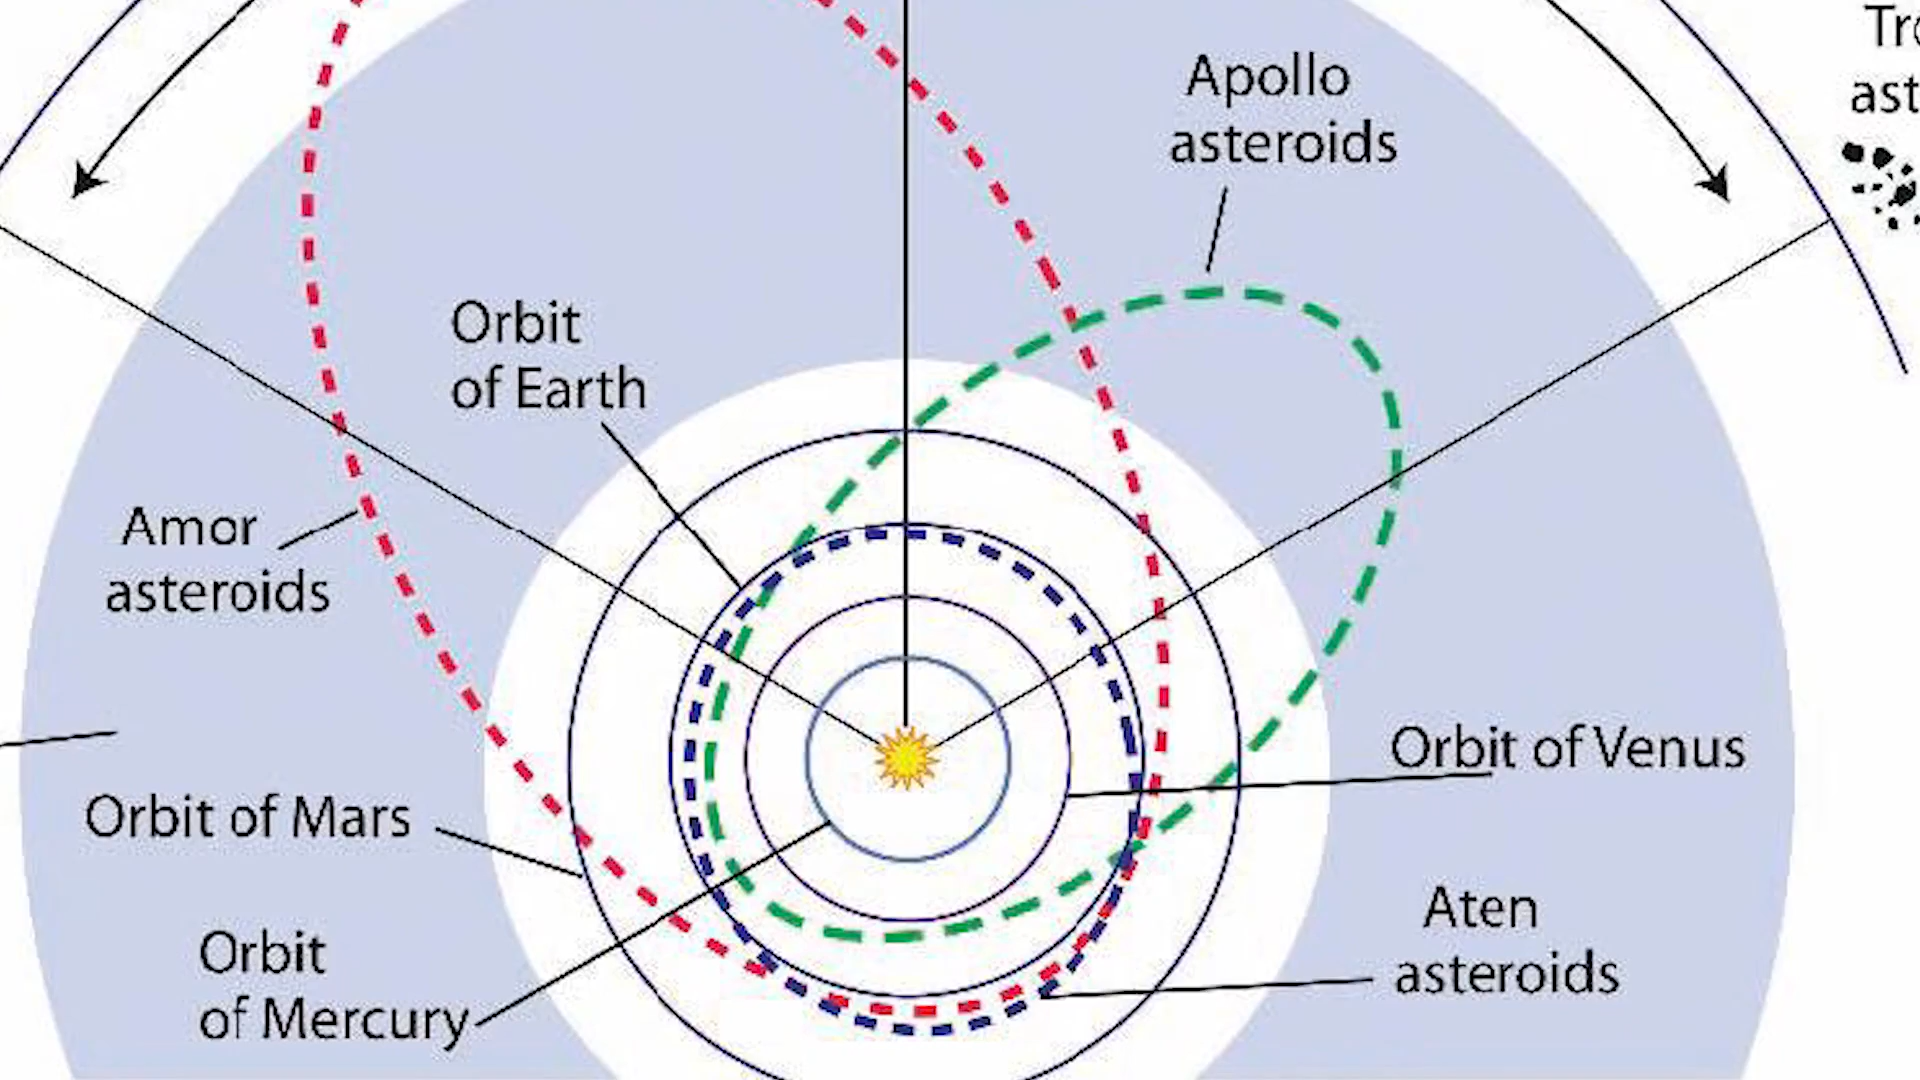 Apollo
asteroids
Orbit
of Earth
Amor
asteroids
Orbit of Venus
Orbit of Mars
Aten
asteroids
Orbit
of Mercury